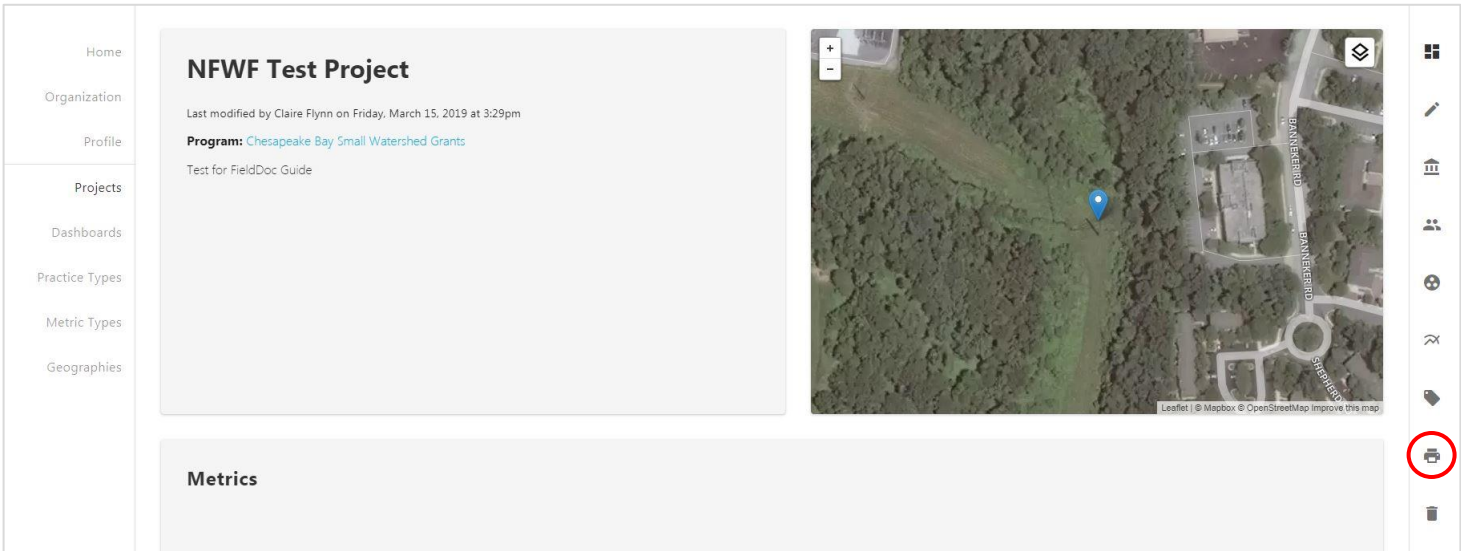 Home
Organization
Profile
Projects
Dashboards
Practice Types
Metric Types
Geographies
NFWF Test Project
Last modified by Claire Flynn on Friday, March 15, 2019 at 3:29pm
Program: Chesapeake Bay Small Watershed Grants
Test for FieldDoc Guide
+
-
BANNEKER RD
BANNEKER RD
SHEPHERD
Leaflet | © Mapbox © OpenStreetMap Improve this map
Metrics